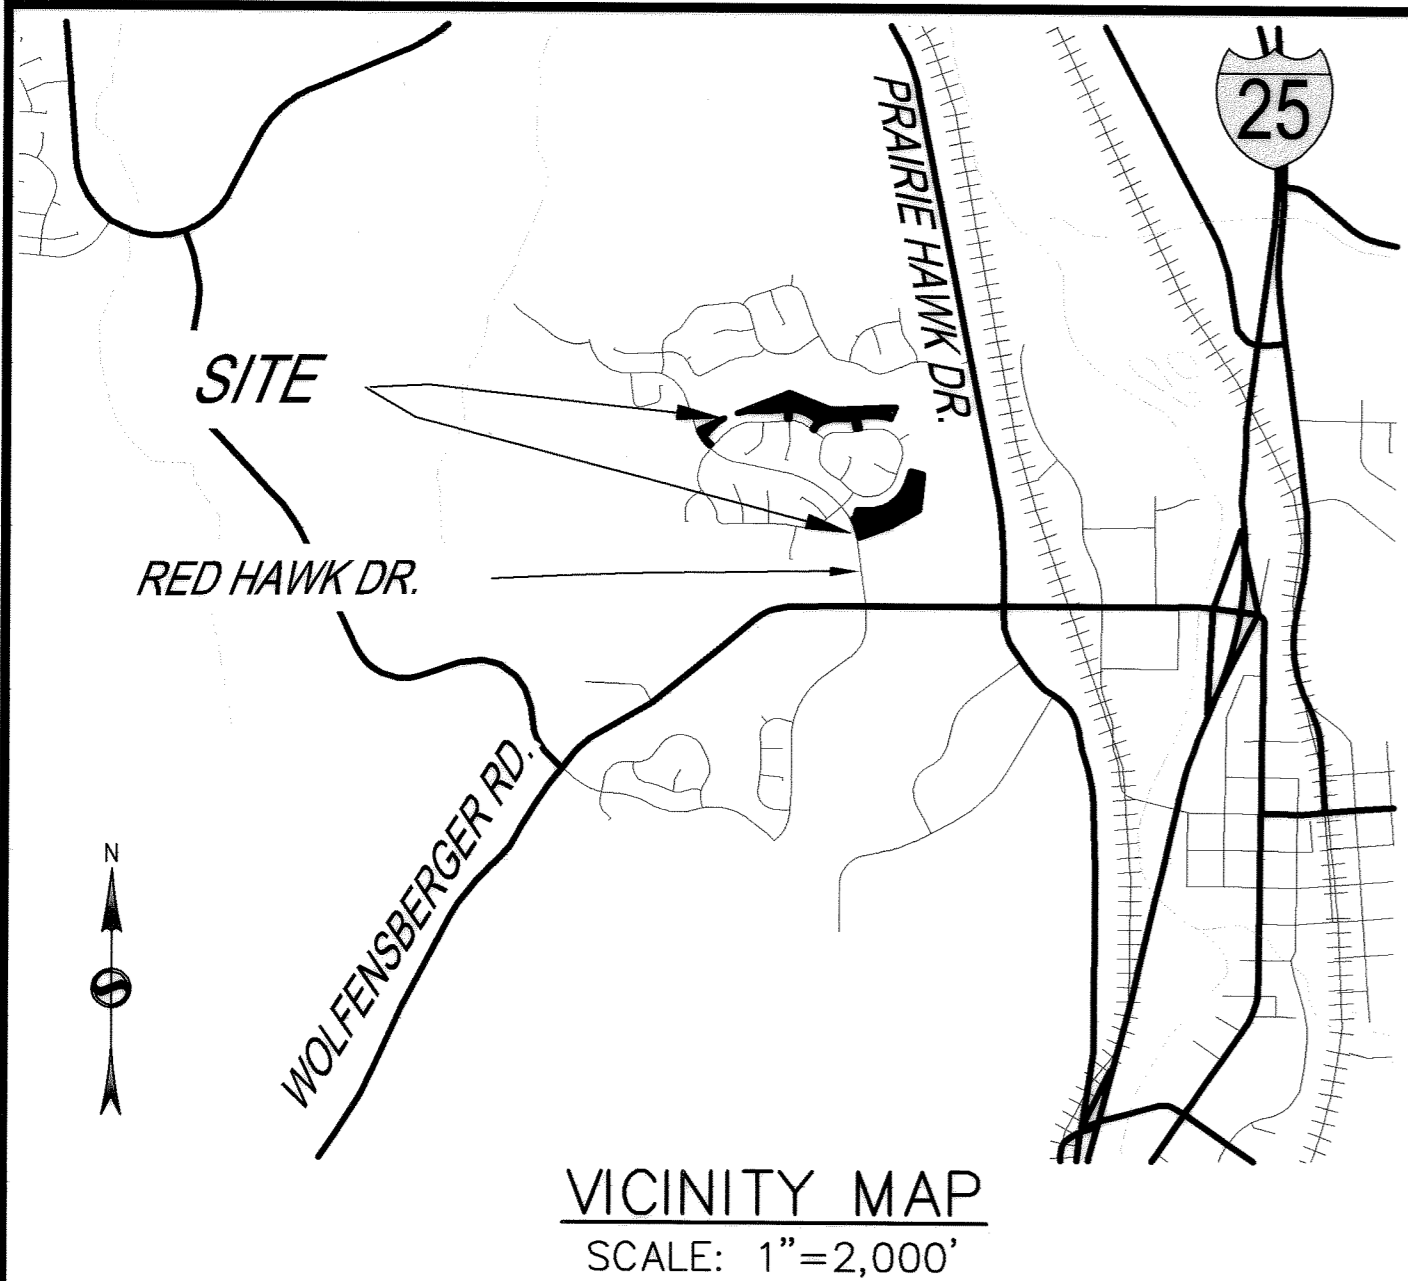 25
PRAIRIE HAWK DR.
SITE
RED HAWK DR.
WOLFENSBERGER RD.
N
S
VICINITY MAP
SCALE: 1"=2,000'